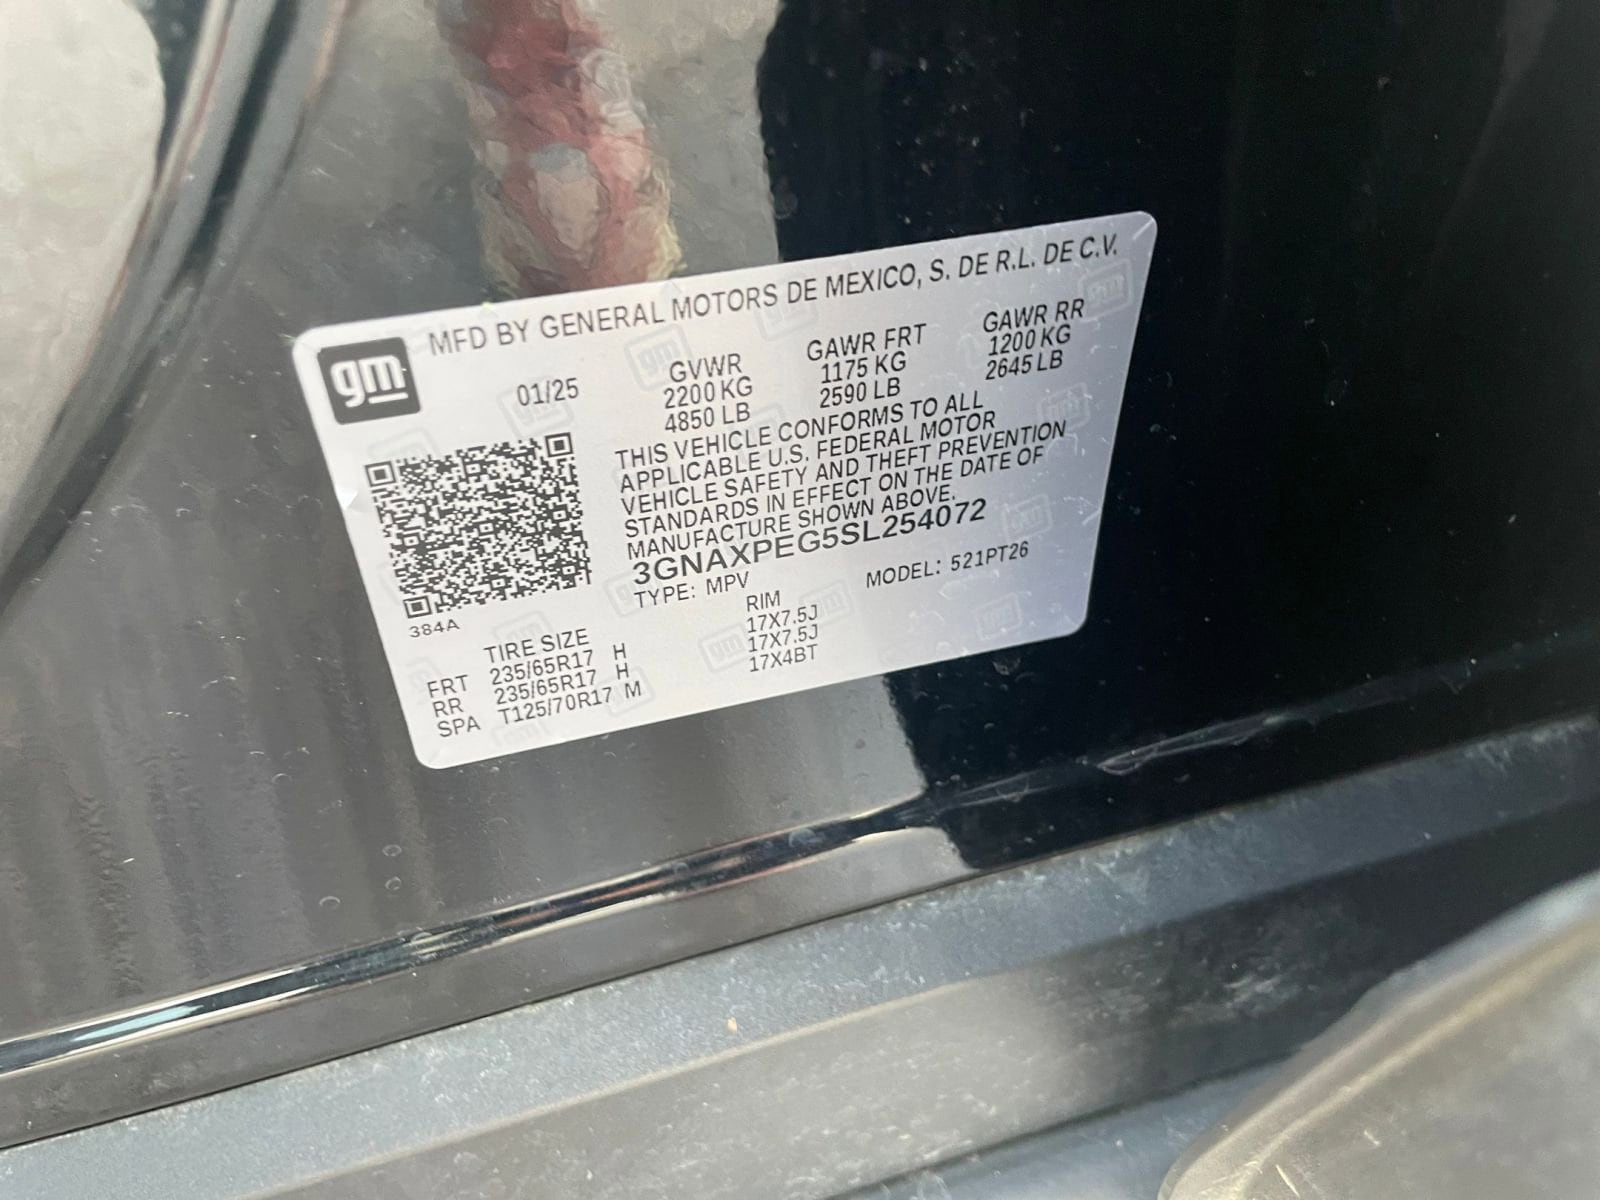 gm
MFD BY GENERAL MOTORS DE MEXICO, S. DE R.L. DE C.V.
01/25
GVWR
2200 KG
4850 LB
GAWR FRT
1175 KG
2590 LB
GAWR RR
1200 KG
2645 LB
THIS VEHICLE CONFORMS TO ALL
APPLICABLE U.S. FEDERAL MOTOR
VEHICLE SAFETY AND THEFT PREVENTION
STANDARDS IN EFFECT ON THE DATE OF
MANUFACTURE SHOWN ABOVE.
3GNAXPEG5SL254072
TYPE: MPV
MODEL: 521PT26
384A
TIRE SIZE
RIM
FRT 235/65R17 H 17X7.5J
RR 235/65R17 H 17X7.5J
SPA T125/70R17 M 17X4BT